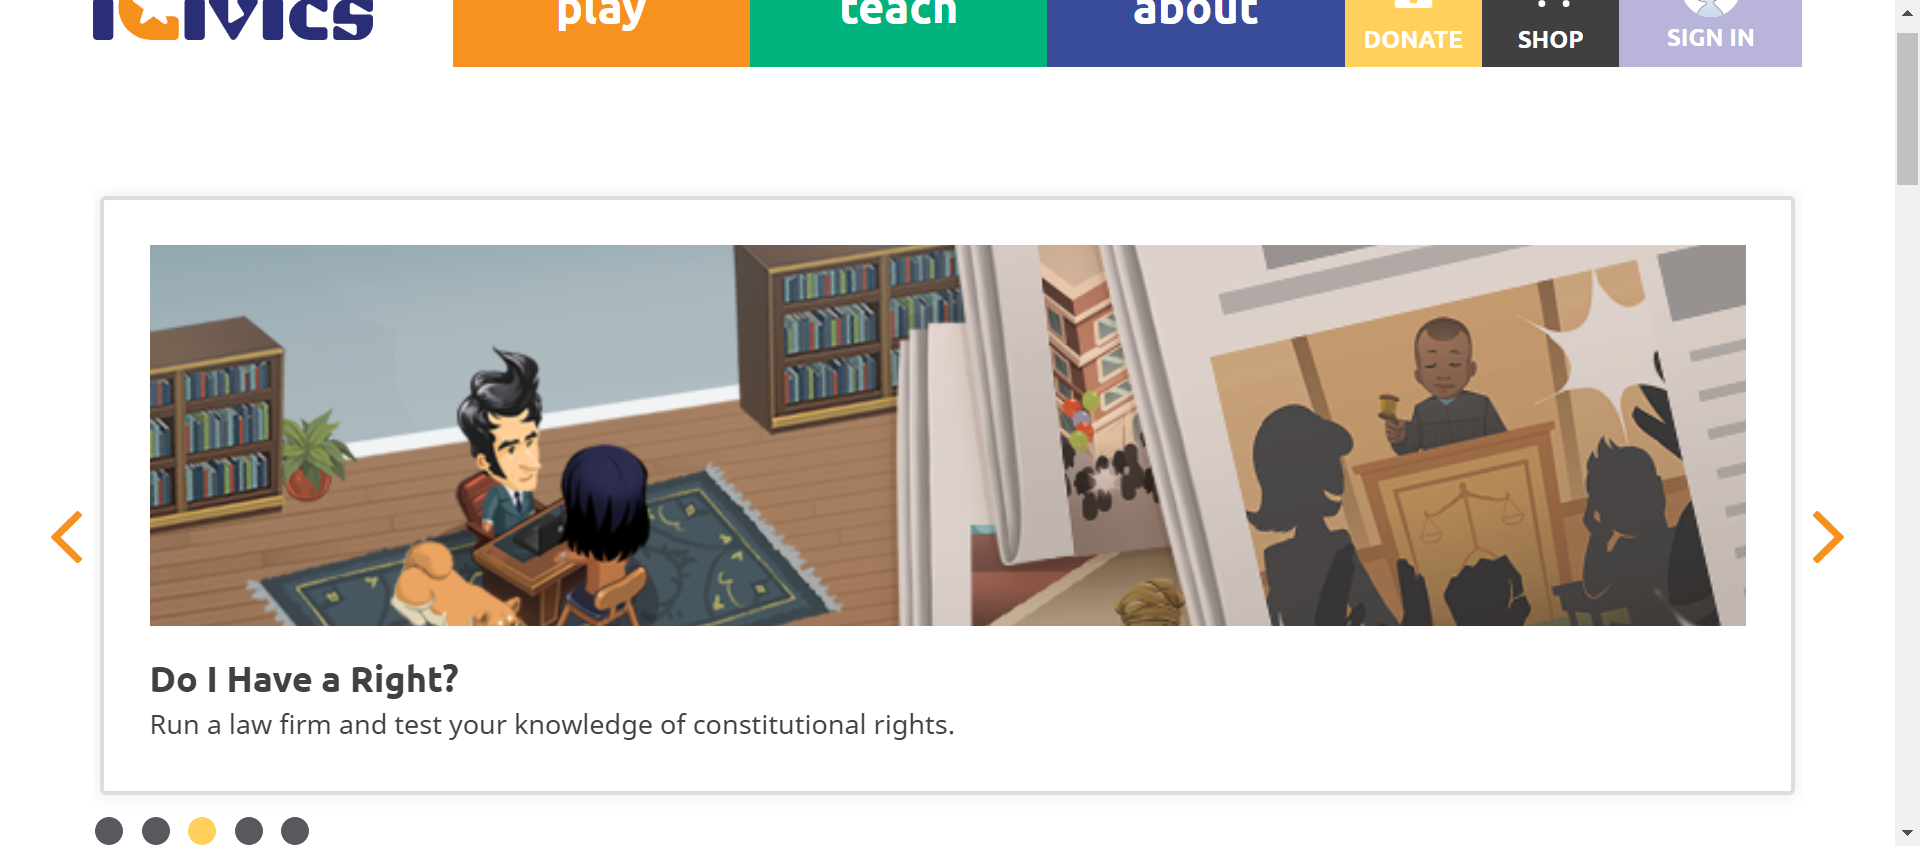 iCivics
play
teach
about
DONATE
SHOP
SIGN IN
Do I Have a Right?
Run a law firm and test your knowledge of constitutional rights.